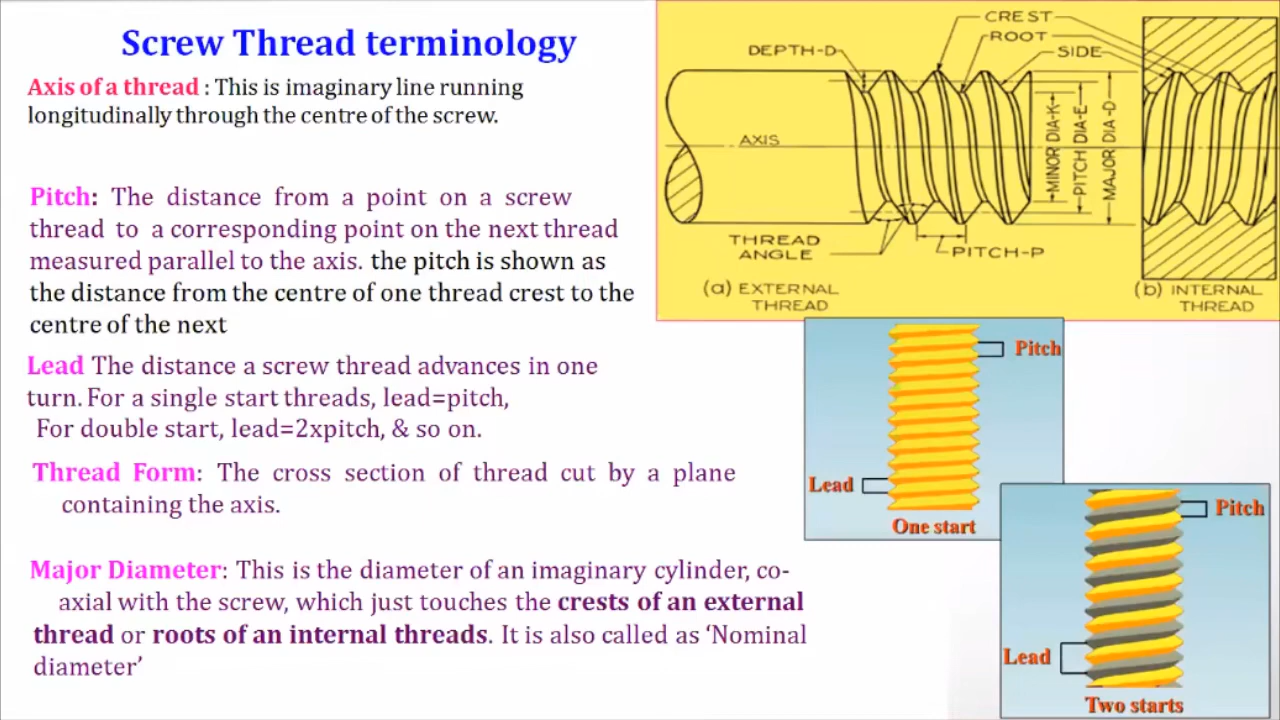 Screw Thread terminology
Axis of a thread : This is imaginary line running
longitudinally through the centre of the screw.
Pitch: The distance from a point on a screw
thread to a corresponding point on the next thread
measured parallel to the axis. the pitch is shown as
the distance from the centre of one thread crest to the
centre of the next
Lead The distance a screw thread advances in one
turn. For a single start threads, lead=pitch,
For double start, lead=2xpitch, & so on.
Thread Form: The cross section of thread cut by a plane
containing the axis.
Major Diameter: This is the diameter of an imaginary cylinder, co-
axial with the screw, which just touches the crests of an external
thread or roots of an internal threads. It is also called as ‘Nominal
diameter’
CREST
ROOT
DEPTH-D
SIDE
AXIS
MINOR DIA-K
PITCH DIA-E
MAJOR DIA-D
THREAD
ANGLE
PITCH-P
(a) EXTERNAL
THREAD
(b) INTERNAL
THREAD
Pitch
Lead
One start
Pitch
Lead
Two starts